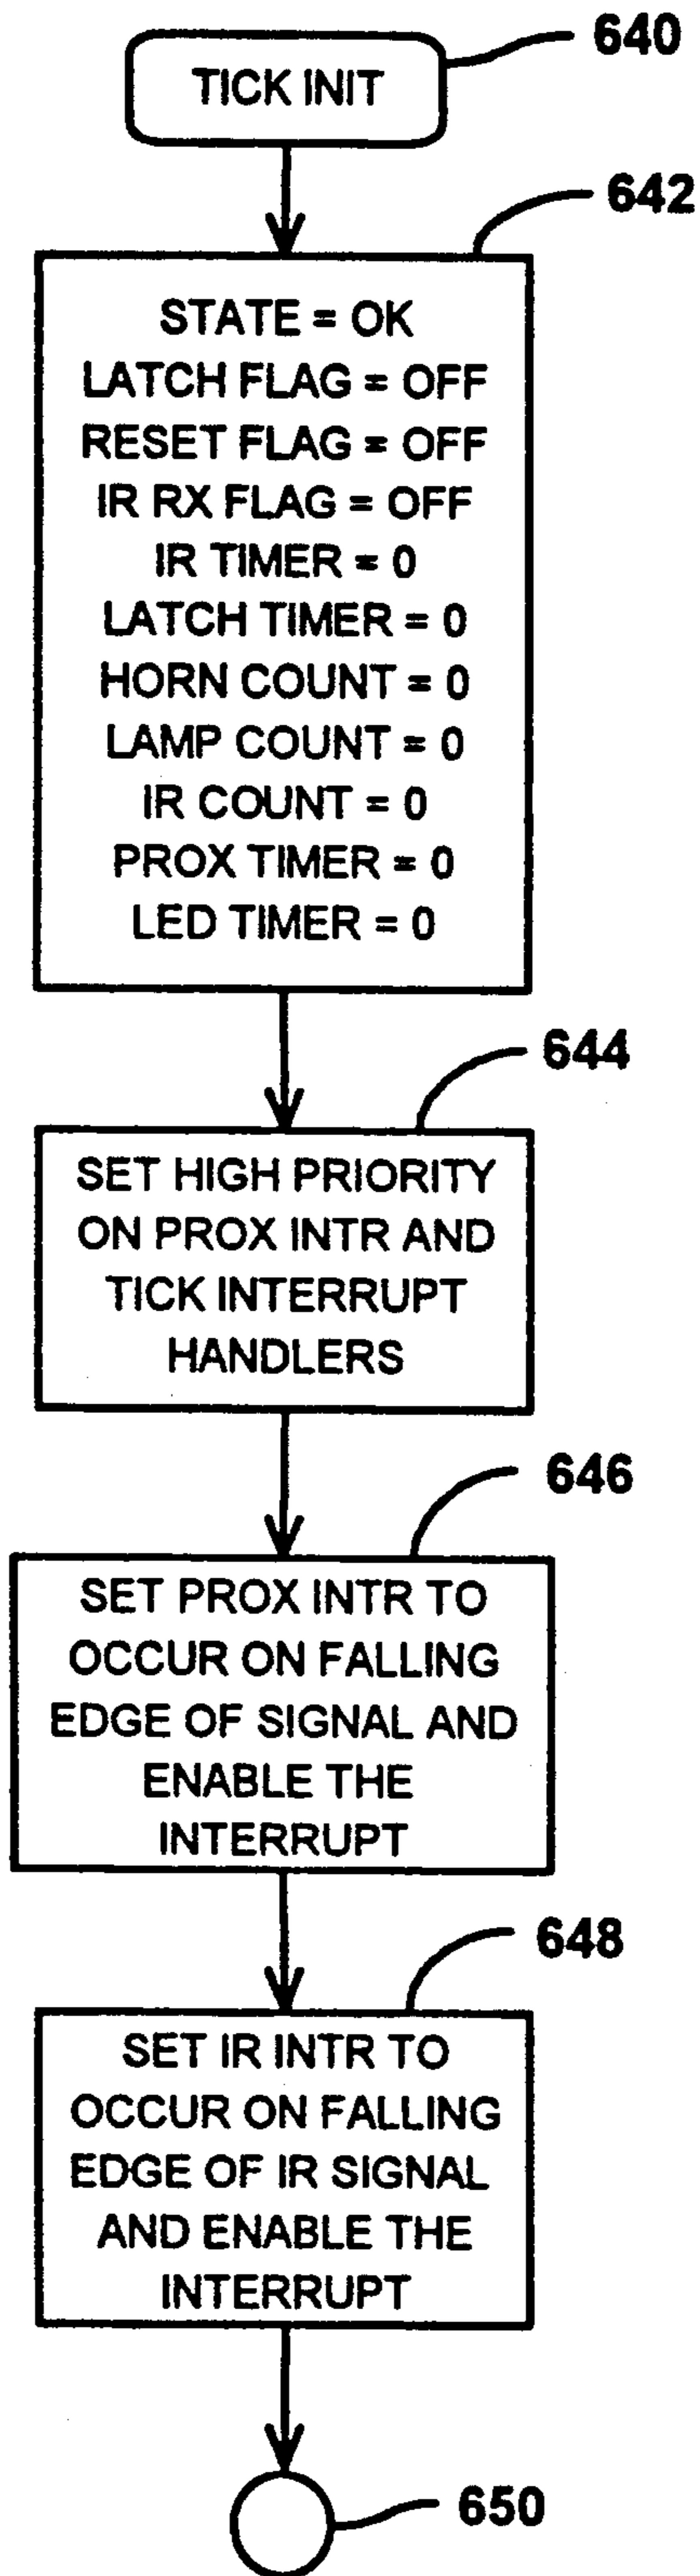 640
TICK INIT
642
STATE = OK
LATCH FLAG = OFF
RESET FLAG = OFF
IR RX FLAG = OFF
IR TIMER = 0
LATCH TIMER = 0
HORN COUNT = 0
LAMP COUNT = 0
IR COUNT = 0
PROX TIMER = 0
LED TIMER = 0
644
SET HIGH PRIORITY
ON PROX INTR AND
TICK INTERRUPT
HANDLERS
646
SET PROX INTR TO
OCCUR ON FALLING
EDGE OF SIGNAL AND
ENABLE THE
INTERRUPT
648
SET IR INTR TO
OCCUR ON FALLING
EDGE OF IR SIGNAL
AND ENABLE THE
INTERRUPT
650